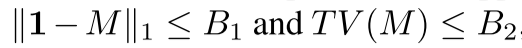 ‖𝟏 − M‖₁ ≤ B₁ and TV(M) ≤ B₂.